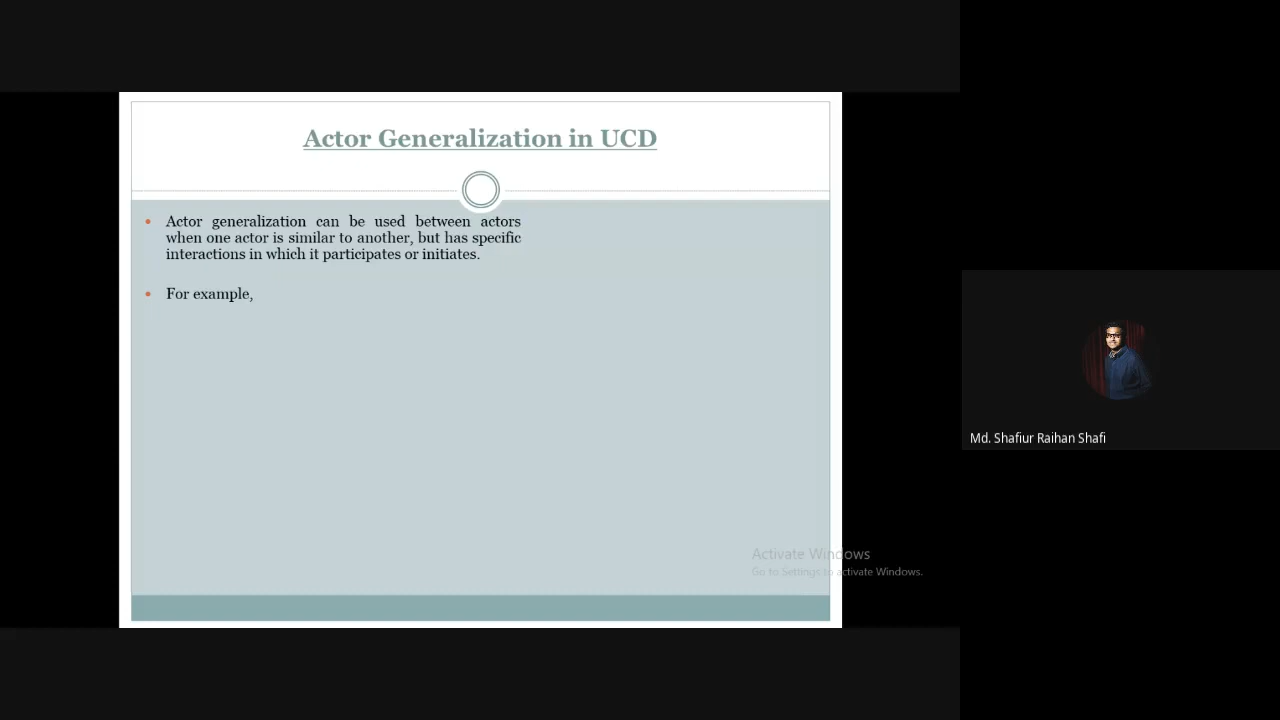 Actor Generalization in UCD
• Actor generalization can be used between actors
when one actor is similar to another, but has specific
interactions in which it participates or initiates.
• For example,
Activate Windows
Go to Settings to activate Windows.
Md. Shafiur Raihan Shafi